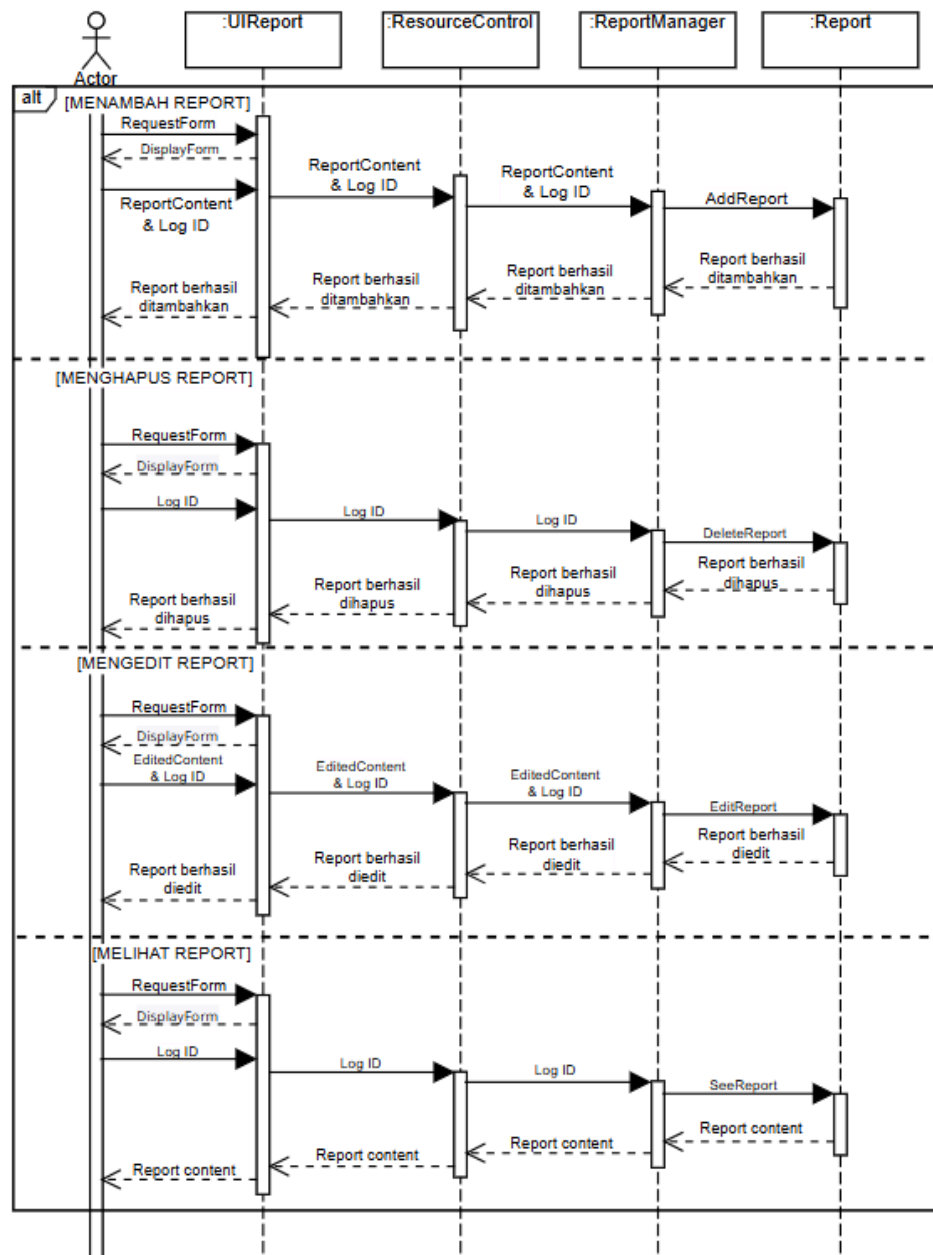 :UIReport
:ResourceControl
:ReportManager
:Report
Actor
alt
[MENAMBAH REPORT]
RequestForm
DisplayForm
ReportContent
& Log ID
ReportContent
& Log ID
ReportContent
& Log ID
AddReport
Report berhasil
ditambahkan
Report berhasil
ditambahkan
Report berhasil
ditambahkan
Report berhasil
ditambahkan
[MENGHAPUS REPORT]
RequestForm
DisplayForm
Log ID
Log ID
Log ID
DeleteReport
Report berhasil
dihapus
Report berhasil
dihapus
Report berhasil
dihapus
Report berhasil
dihapus
[MENGEDIT REPORT]
RequestForm
DisplayForm
EditedContent
& Log ID
EditedContent
& Log ID
EditedContent
& Log ID
EditReport
Report berhasil
diedit
Report berhasil
diedit
Report berhasil
diedit
Report berhasil
diedit
[MELIHAT REPORT]
RequestForm
DisplayForm
Log ID
Log ID
Log ID
SeeReport
Report content
Report content
Report content
Report content